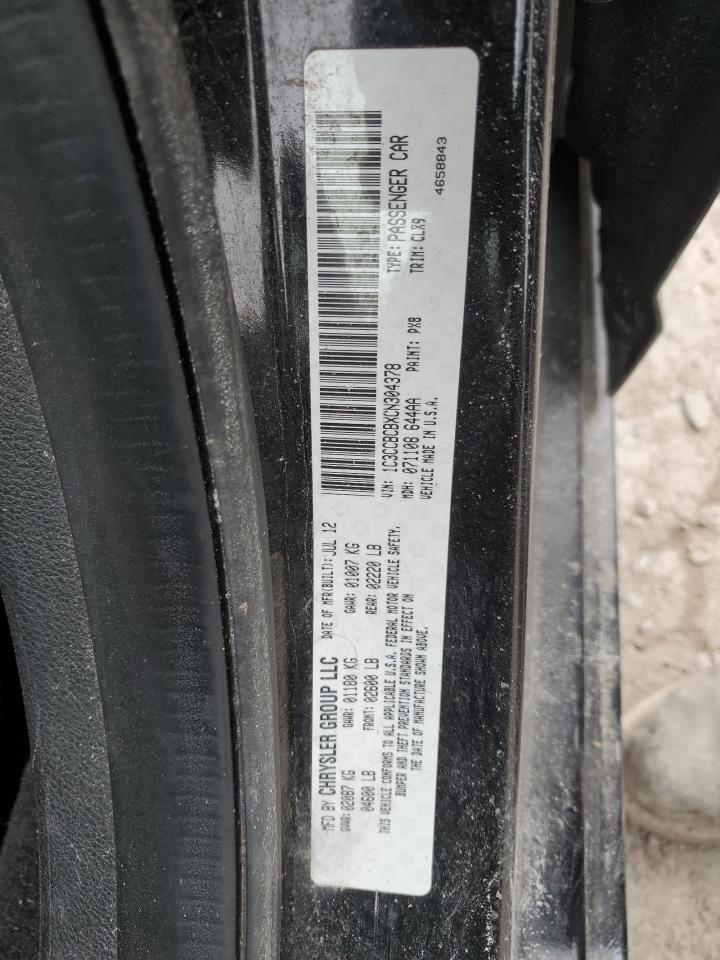 MFD BY CHRYSLER GROUP LLC
DATE OF MFR(BUILT): JUL 12
GVWR: 02087 KG
GAWR: 01180 KG
GAWR: 01007 KG
04600 LB
FRONT: 02600 LB
REAR: 02220 LB
THIS VEHICLE CONFORMS TO ALL APPLICABLE U.S.A. FEDERAL MOTOR VEHICLE SAFETY,
BUMPER AND THEFT PREVENTION STANDARDS IN EFFECT ON
THE DATE OF MANUFACTURE SHOWN ABOVE.
VIN: 1C3CCBCBXCN304378
TYPE: PASSENGER CAR
MDH: 071108 G44AA
PAINT: PX8
TRIM: CLX9
VEHICLE MADE IN U.S.A.
4658843